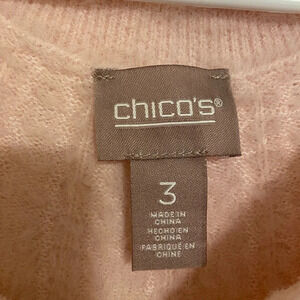 chico's®
3
MADE IN
CHINA
HECHO EN
CHINA
FABRIQUÉ EN
CHINE